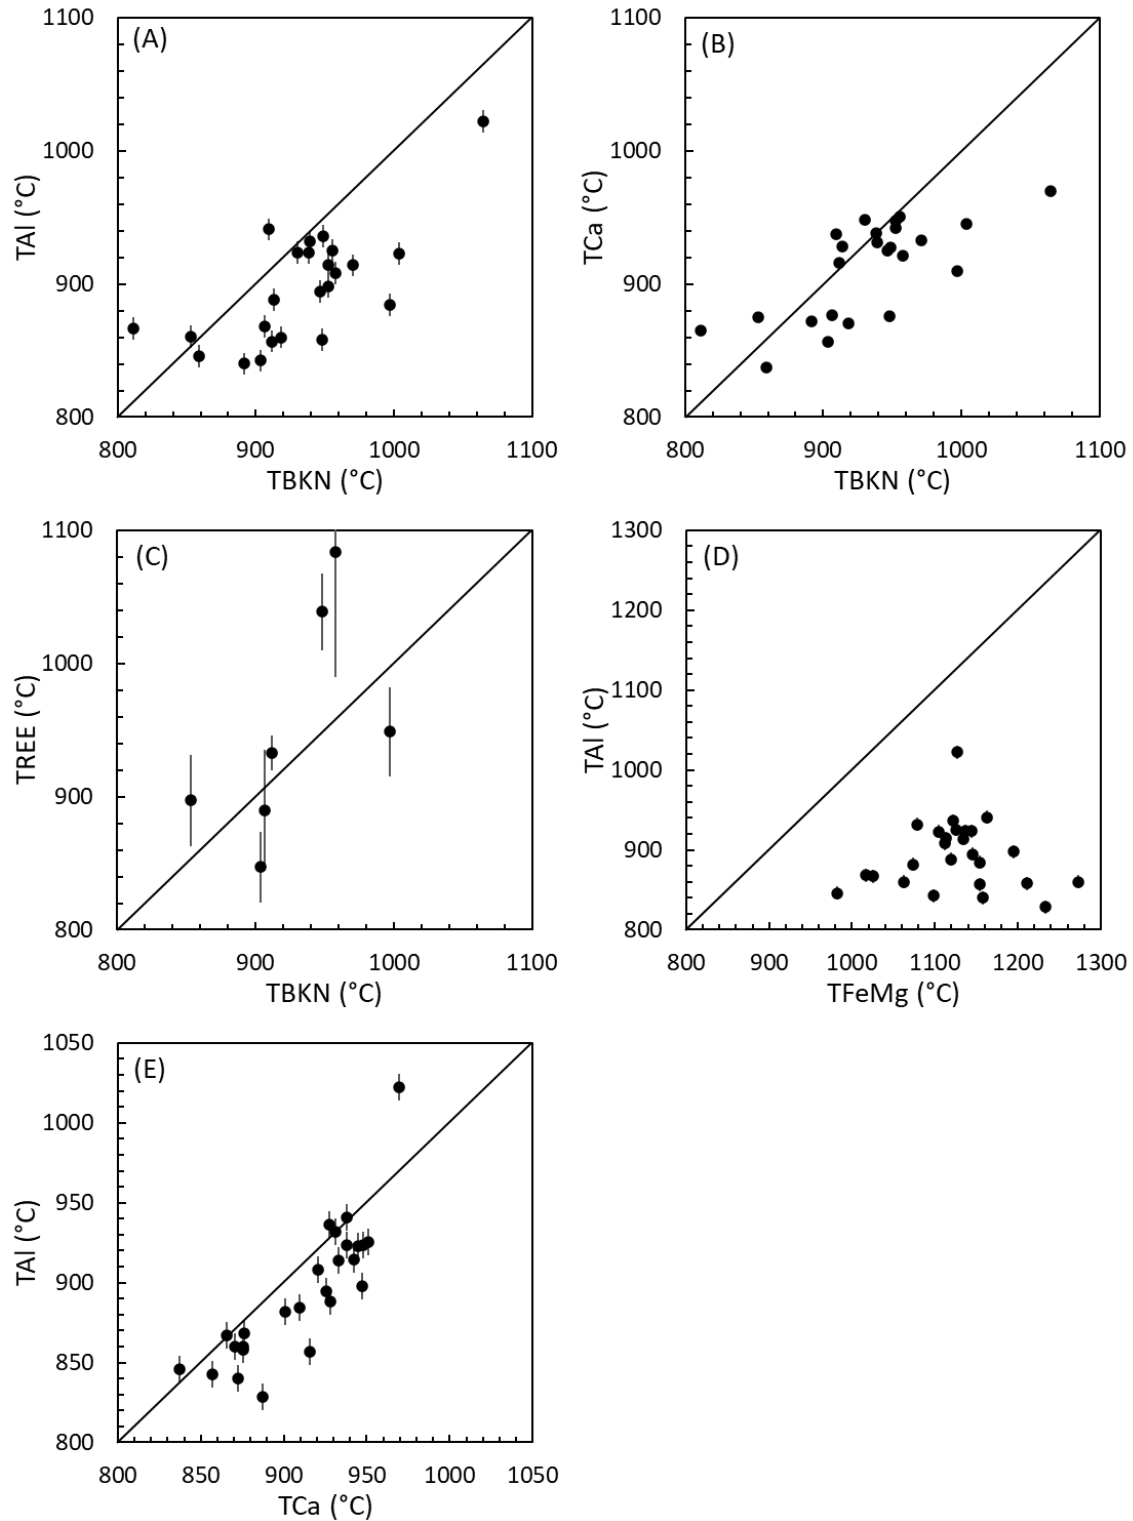 (A)
1100
1000
900
800
TAl (°C)
800 900 1000 1100
TBKN (°C)
(B)
1100
1000
900
800
TCa (°C)
800 900 1000 1100
TBKN (°C)
(C)
1100
1000
900
800
TREE (°C)
800 900 1000 1100
TBKN (°C)
(D)
1300
1200
1100
1000
900
800
TAl (°C)
800 900 1000 1100 1200 1300
TFeMg (°C)
(E)
1050
1000
950
900
850
800
TAl (°C)
800 850 900 950 1000 1050
TCa (°C)